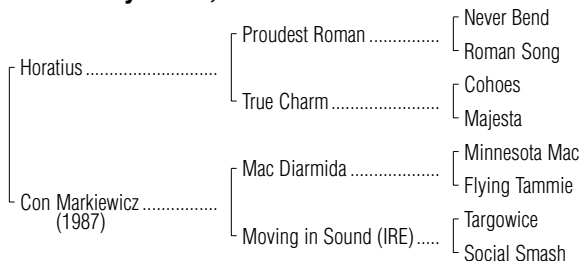 Never Bend
Proudest Roman ...............
Roman Song
Horatius ............................
Cohoes
True Charm .......................
Majesta
Minnesota Mac
Mac Diarmida ...................
Flying Tammie
Con Markiewicz ................
(1987)
Targowice
Moving in Sound (IRE) .....
Social Smash